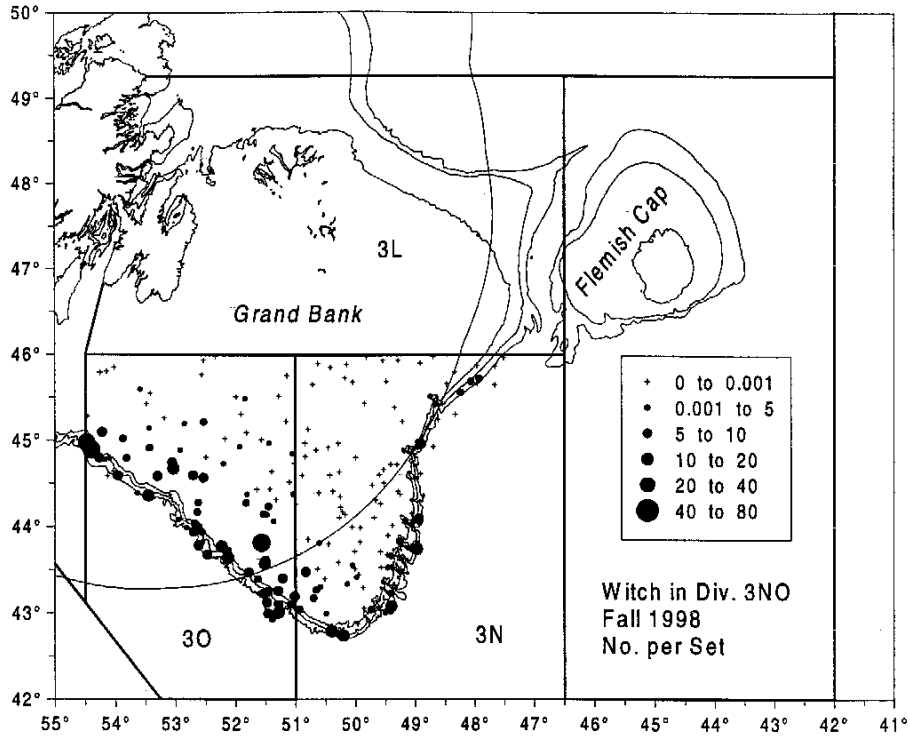 50°
49°
48°
47°
46°
45°
44°
43°
42°
3L
Flemish Cap
Grand Bank
0 to 0.001
0.001 to 5
5 to 10
10 to 20
20 to 40
40 to 80
Witch in Div. 3NO
Fall 1998
No. per Set
3O
3N
55° 54° 53° 52° 51° 50° 49° 48° 47° 46° 45° 44° 43° 42° 41°